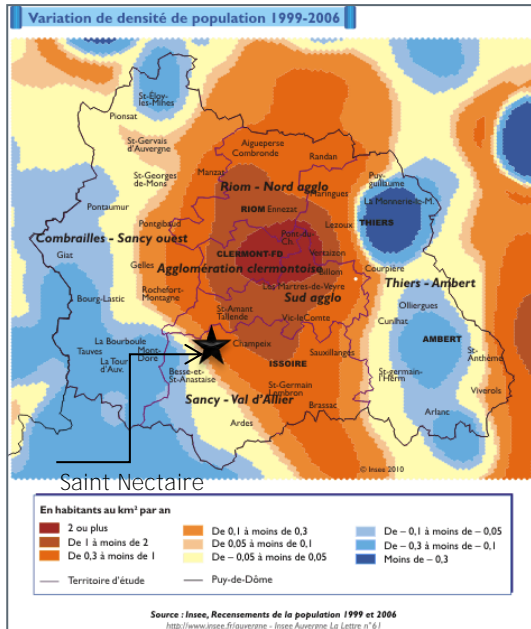 Variation de densité de population 1999-2006
St-Éloy-
les-Mines
Pionsat
St-Gervais
d'Auvergne
Aigueperse
Combronde
Randan
St-Georges
de-Mons
Manzat
Riom - Nord agglo
Puy-
guillaume
Maringues
La Monnerie-le-M.
Pontaumur
RIOM
Ennezat
Pontgibaud
Lezoux
THIERS
Combrailles - Sancy ouest
Pont-du-
Ch.
Giat
CLERMONT-FD
Vertaizon
Gelles
Agglomération clermontoise
Billom
Courpière
Thiers - Ambert
Rochefort-
Montagne
Les Martres-de-Veyre
Bourg-Lastic
Sud agglo
Olliergues
St-Amant
Tallende
Vic-leComte
Cunlhat
AMBERT
La Bourboule
Tauves
Mont-
Dore
Champeix
Sauxillanges
St-
Anthème
La Tour
d'Auv.
Besse-et-
St-Anastaise
ISSOIRE
St-germain-
l'Herm
St-Germain
Lembron
Viverols
Sancy - Val d'Allier
Brassac
Arlanc
Ardes
© Insee 2010
Saint Nectaire
En habitants au km² par an
2 ou plus
De 1 à moins de 2
De 0,3 à moins de 1
De 0,1 à moins de 0,3
De 0,05 à moins de 0,1
De – 0,05 à moins de 0,05
De – 0,1 à moins de – 0,05
De – 0,3 à moins de – 0,1
Moins de – 0,3
Territoire d'étude
Puy-de-Dôme
Source : Insee, Recensements de la population 1999 et 2006
http://www.insee.fr/auvergne - Insee Auvergne La Lettre n°61